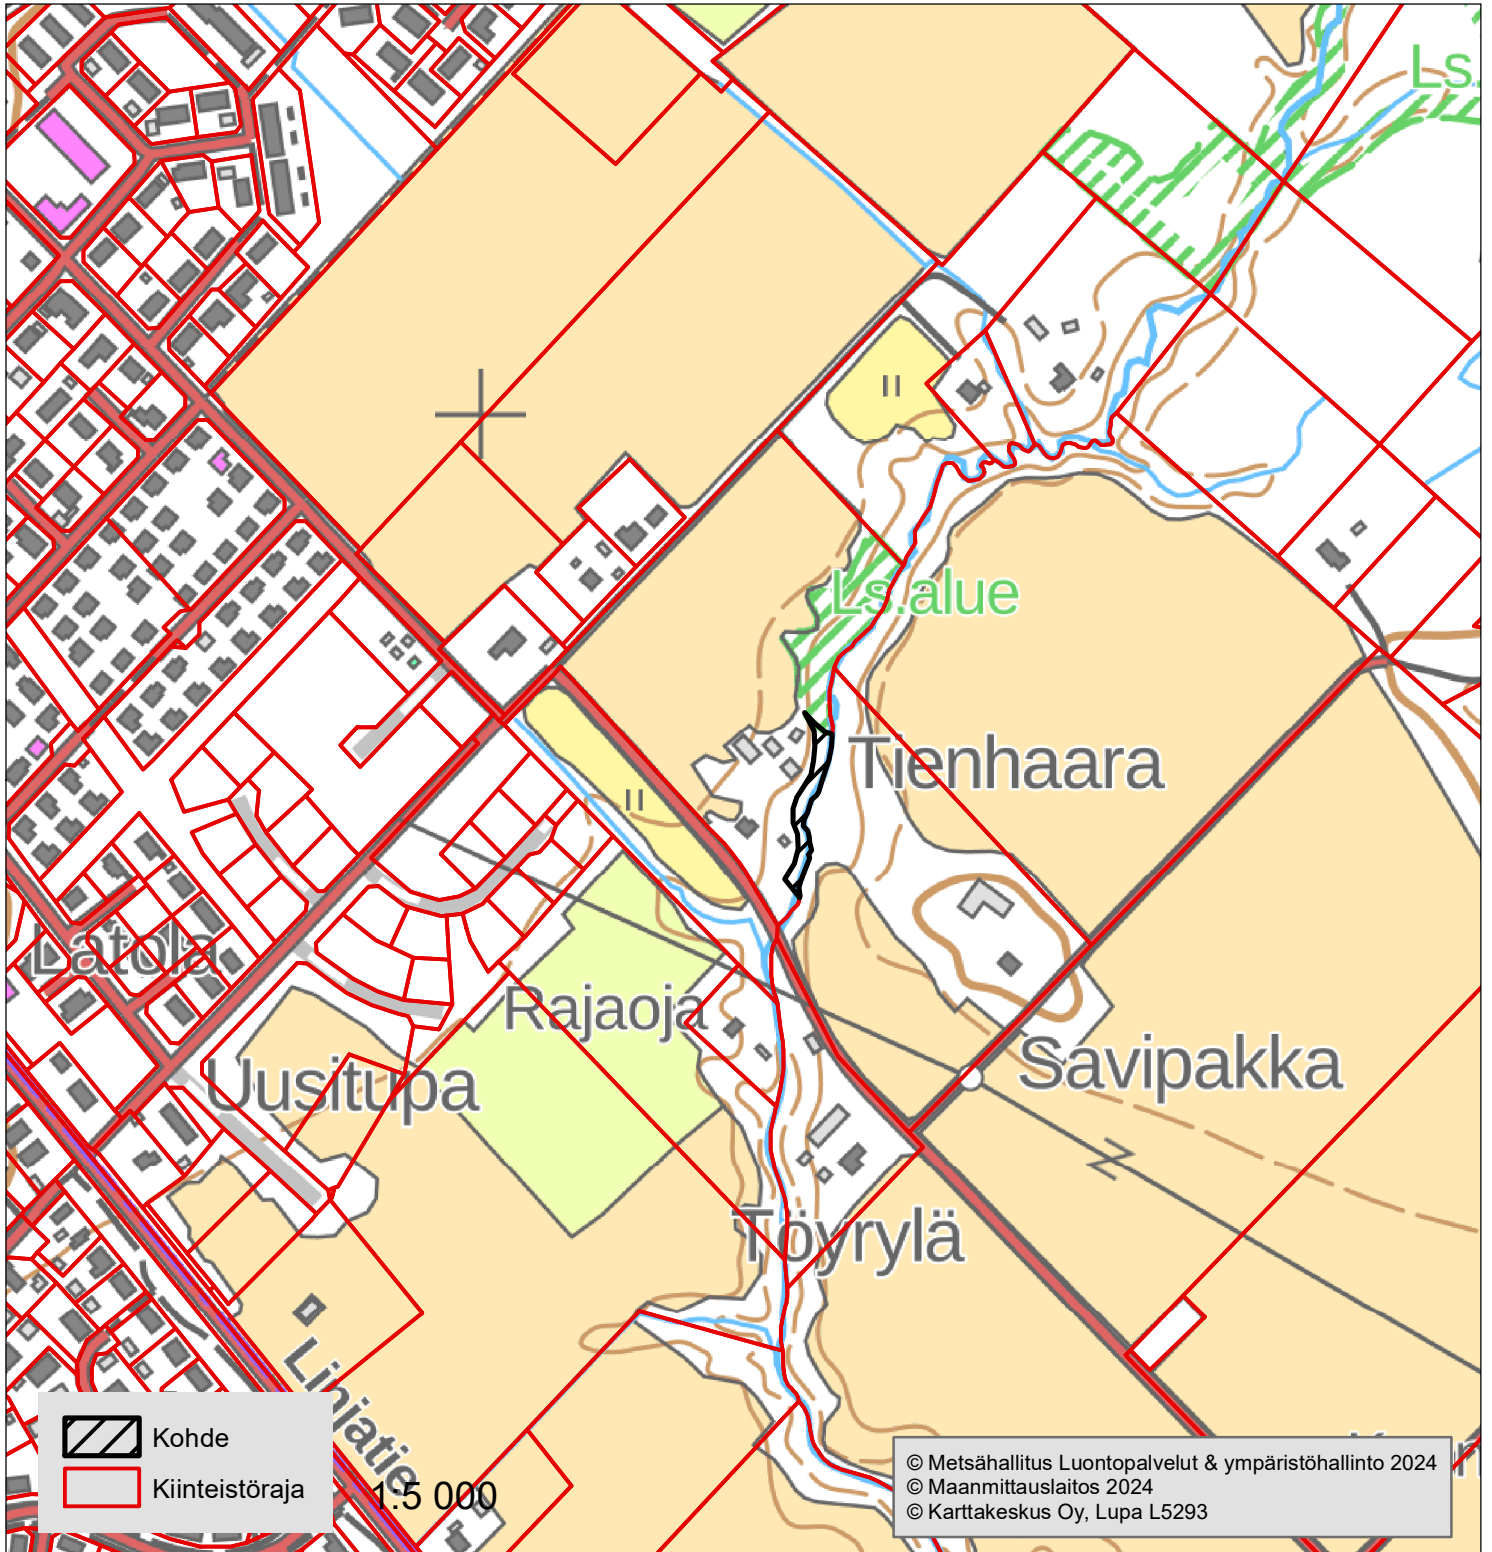 Ls.
Ls.alue
Tienhaara
Latola
Rajaoja
Savipakka
Uusitupa
Töyrylä
Linjatie
Kohde
Kiinteistöraja
1:5 000
© Metsähallitus Luontopalvelut & ympäristöhallinto 2024
© Maanmittauslaitos 2024
© Karttakeskus Oy, Lupa L5293